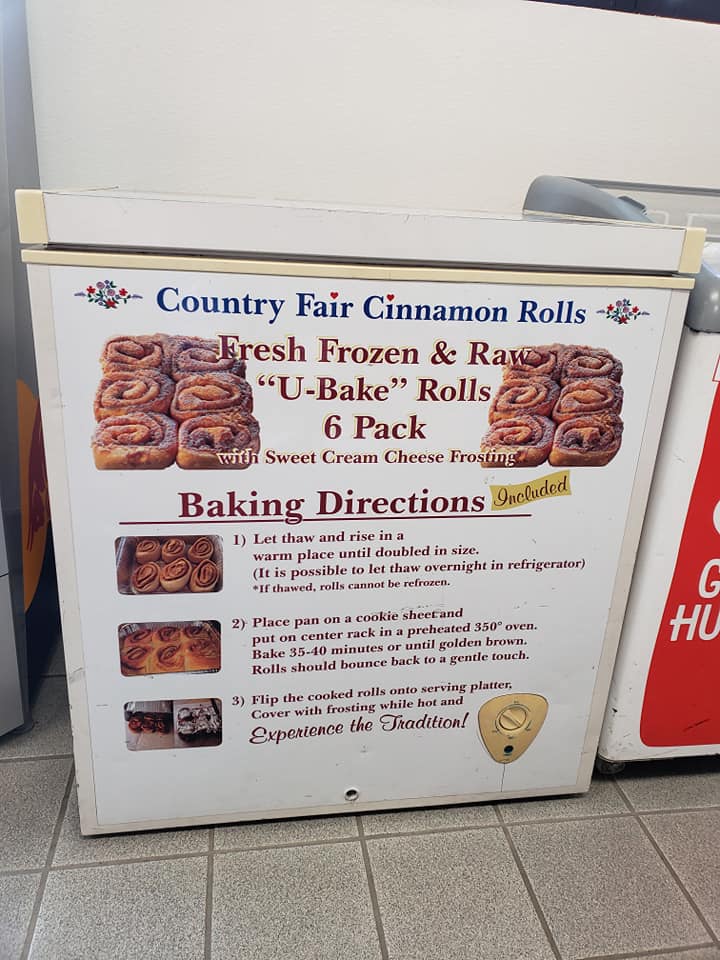 Country Fair Cinnamon Rolls
Fresh Frozen & Raw
“U-Bake” Rolls
6 Pack
with Sweet Cream Cheese Frosting
Included
Baking Directions
1) Let thaw and rise in a
warm place until doubled in size.
(It is possible to let thaw overnight in refrigerator)
*If thawed, rolls cannot be refrozen.
2) Place pan on a cookie sheet and
put on center rack in a preheated 350° oven.
Bake 35-40 minutes or until golden brown.
Rolls should bounce back to a gentle touch.
3) Flip the cooked rolls onto serving platter,
Cover with frosting while hot and
Experience the Tradition!
G
HU